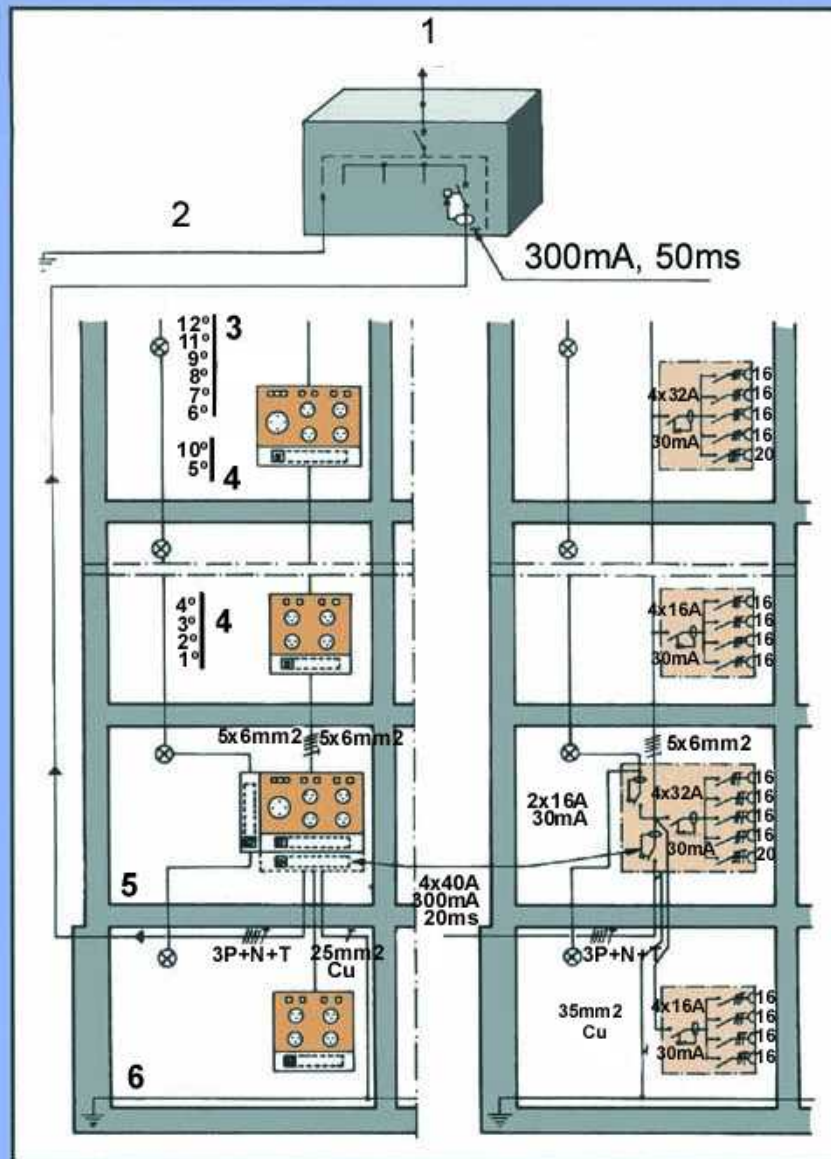 1
2
300mA, 50ms
12º
11º
9º
8º
7º
6º
3
10º
5º
4
4x32A
30mA
16
16
16
16
20
4º
3º
2º
1º
4
4x16A
30mA
16
16
16
16
5x6mm2
5x6mm2
5x6mm2
2x16A
30mA
4x32A
30mA
16
16
16
16
20
5
4x40A
300mA
20ms
3P+N+T
25mm2
Cu
3P+N+T
35mm2
Cu
4x16A
30mA
16
16
16
16
6